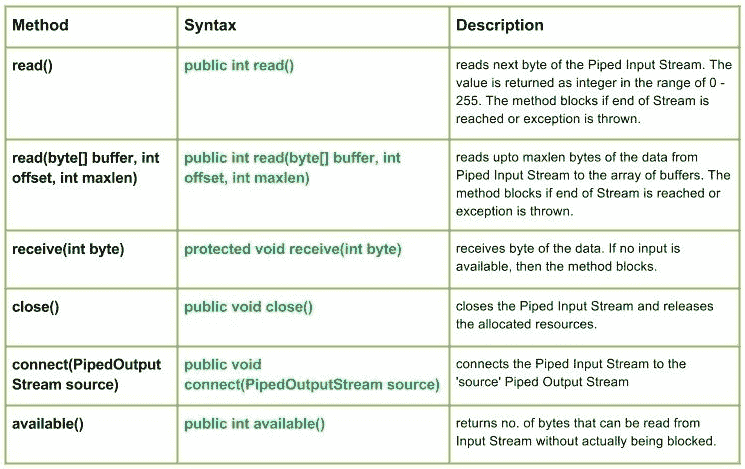 Method Syntax Description
read() public int read() reads next byte of the Piped Input Stream. The
value is returned as integer in the range of 0 -
255. The method blocks if end of Stream is
reached or exception is thrown.
read(byte[] buffer, int public int read(byte[] buffer, int reads upto maxlen bytes of the data from
offset, int maxlen) offset, int maxlen) Piped Input Stream to the array of buffers. The
method blocks if end of Stream is reached or
exception is thrown.
receive(int byte) protected void receive(int byte) receives byte of the data. If no input is
available, then the method blocks.
close() public void close() closes the Piped Input Stream and releases
the allocated resources.
connect(PipedOutput public void connects the Piped Input Stream to the
Stream source) connect(PipedOutputStream source) 'source' Piped Output Stream
available() public int available() returns no. of bytes that can be read from
Input Stream without actually being blocked.